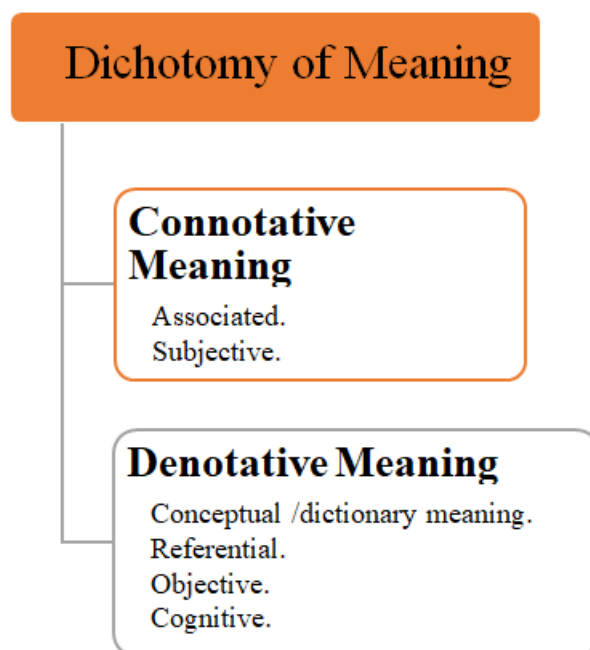 Dichotomy of Meaning
Connotative
Meaning
Associated.
Subjective.
Denotative Meaning
Conceptual /dictionary meaning.
Referential.
Objective.
Cognitive.